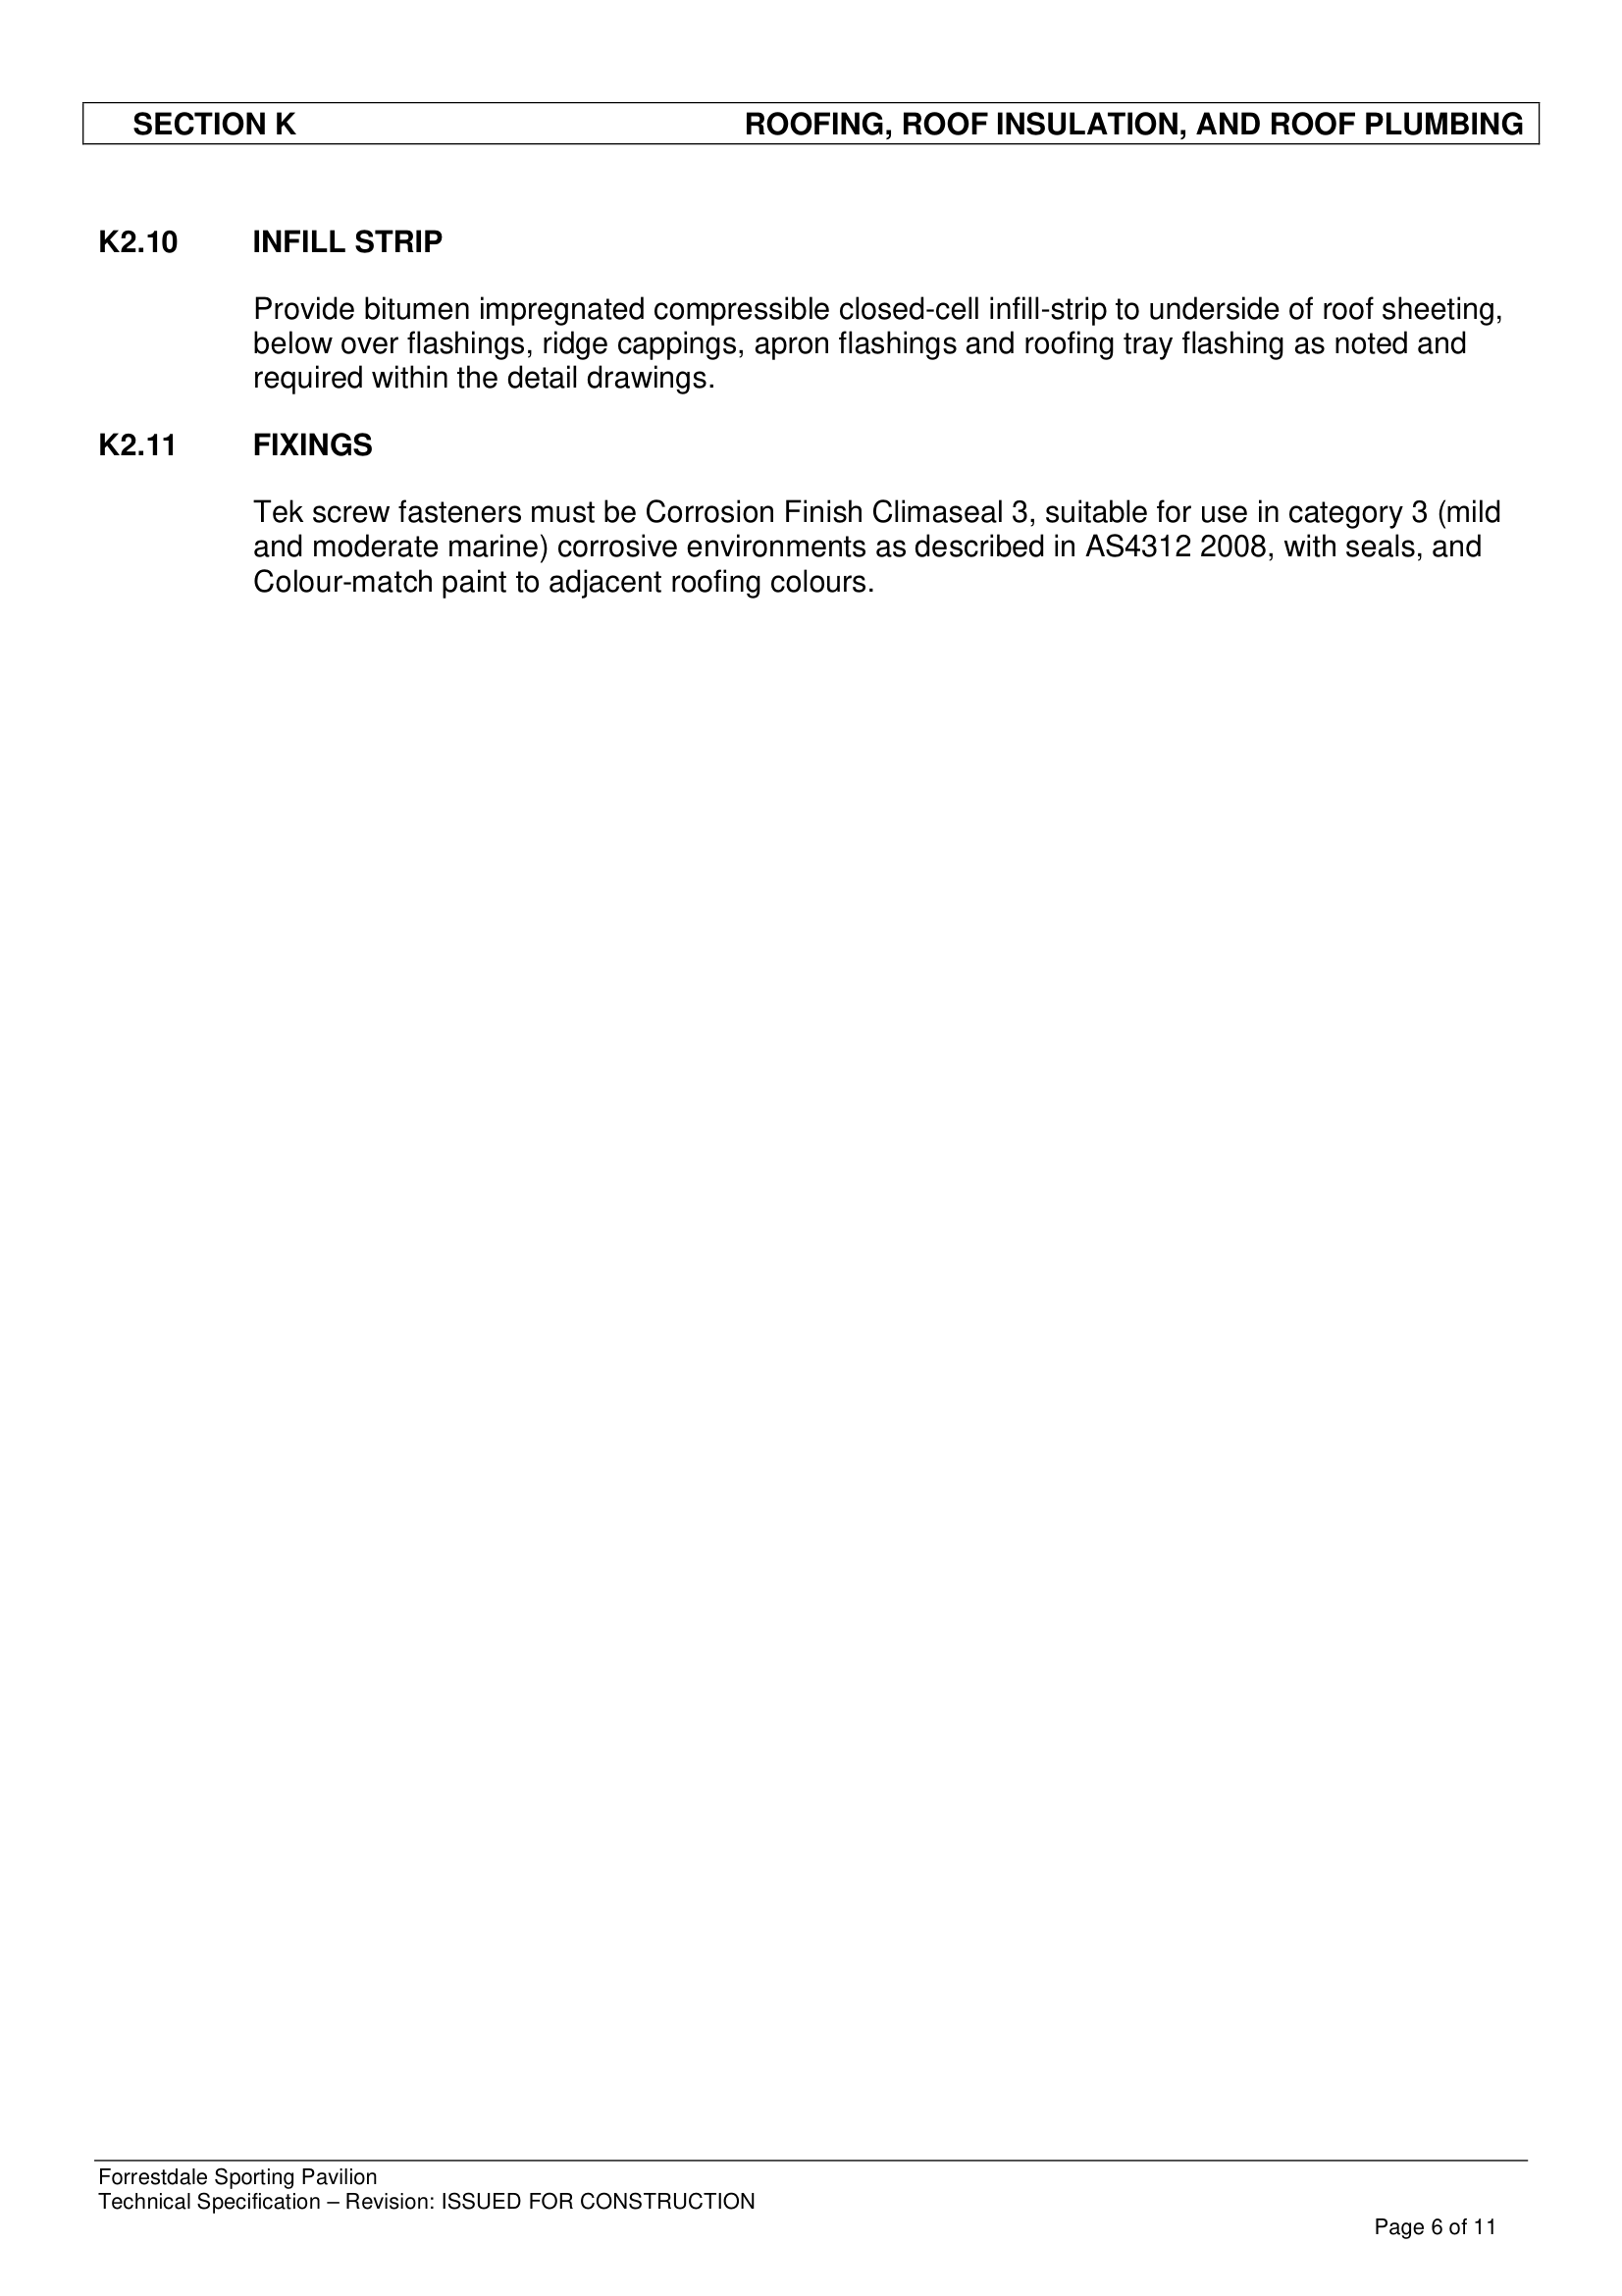 SECTION K ROOFING, ROOF INSULATION, AND ROOF PLUMBING
K2.10 INFILL STRIP
Provide bitumen impregnated compressible closed-cell infill-strip to underside of roof sheeting,
below over flashings, ridge cappings, apron flashings and roofing tray flashing as noted and
required within the detail drawings.
K2.11 FIXINGS
Tek screw fasteners must be Corrosion Finish Climaseal 3, suitable for use in category 3 (mild
and moderate marine) corrosive environments as described in AS4312 2008, with seals, and
Colour-match paint to adjacent roofing colours.
Forrestdale Sporting Pavilion
Technical Specification – Revision: ISSUED FOR CONSTRUCTION
Page 6 of 11